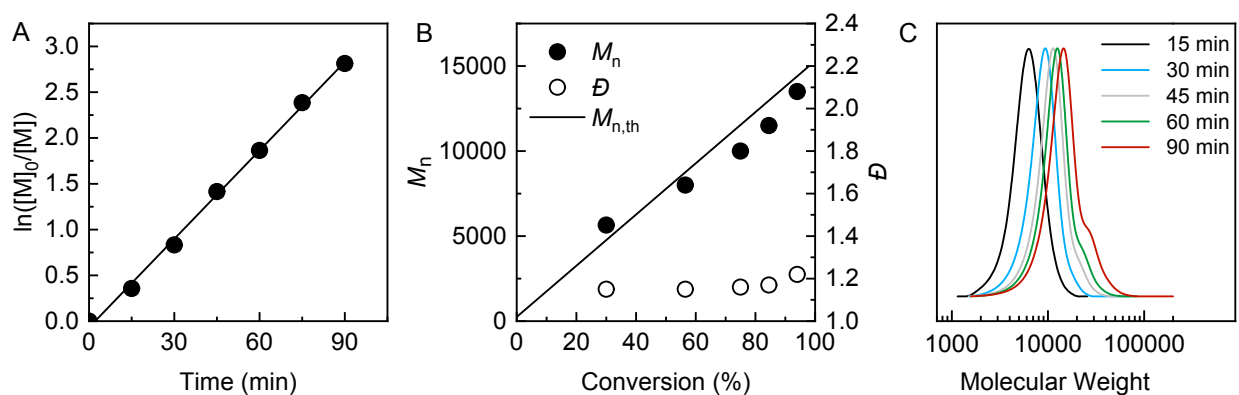 A
ln([M]₀/[M])
3.0
2.5
2.0
1.5
1.0
0.5
0.0
0 30 60 90
Time (min)
B
Mₙ
Đ
Mₙ,ₜₕ
Mₙ
15000
10000
5000
0
0 20 40 60 80 100
Conversion (%)
2.4
2.2
2.0
1.8
1.6
1.4
1.2
1.0
Đ
C
15 min
30 min
45 min
60 min
90 min
1000 10000 100000
Molecular Weight